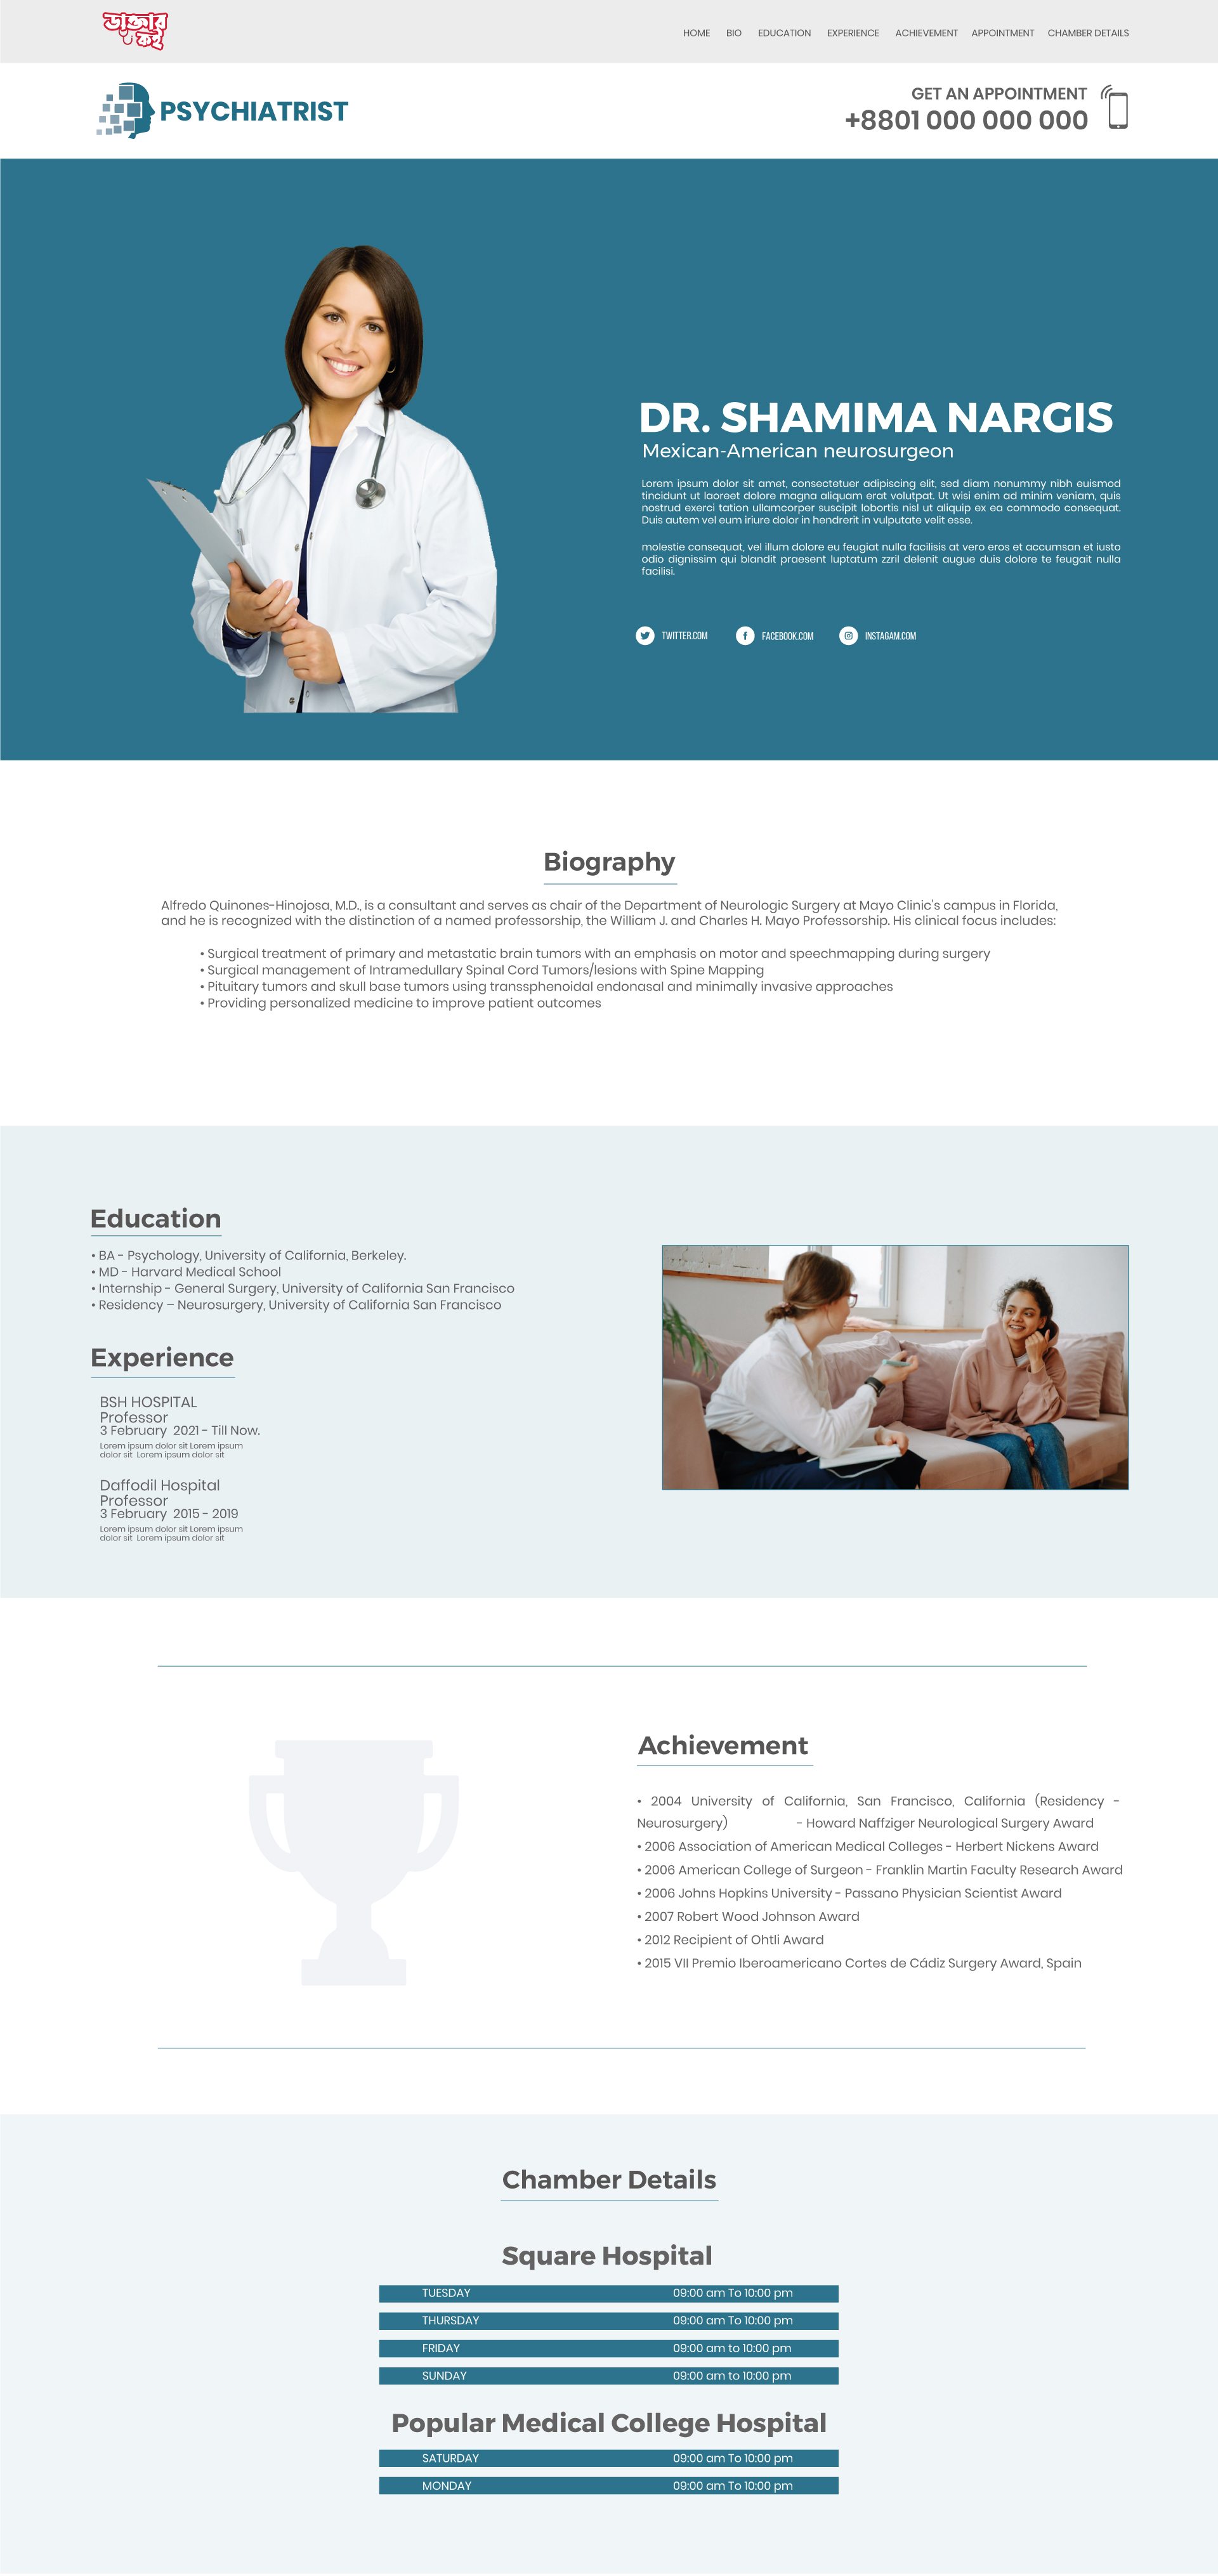 ডাক্তার
কই
HOME BIO EDUCATION EXPERIENCE ACHIEVEMENT APPOINTMENT CHAMBER DETAILS
PSYCHIATRIST
GET AN APPOINTMENT
+8801 000 000 000
DR. SHAMIMA NARGIS
Mexican-American neurosurgeon
Lorem ipsum dolor sit amet, consectetuer adipiscing elit, sed diam nonummy nibh euismod
tincidunt ut laoreet dolore magna aliquam erat volutpat. Ut wisi enim ad minim veniam, quis
nostrud exerci tation ullamcorper suscipit lobortis nisl ut aliquip ex ea commodo consequat.
Duis autem vel eum iriure dolor in hendrerit in vulputate velit esse.
molestie consequat, vel illum dolore eu feugiat nulla facilisis at vero eros et accumsan et iusto
odio dignissim qui blandit praesent luptatum zzril delenit augue duis dolore te feugait nulla
facilisi.
TWITTER.COM FACEBOOK.COM INSTAGAM.COM
Biography
Alfredo Quinones-Hinojosa, M.D., is a consultant and serves as chair of the Department of Neurologic Surgery at Mayo Clinic's campus in Florida,
and he is recognized with the distinction of a named professorship, the William J. and Charles H. Mayo Professorship. His clinical focus includes:
• Surgical treatment of primary and metastatic brain tumors with an emphasis on motor and speechmapping during surgery
• Surgical management of Intramedullary Spinal Cord Tumors/lesions with Spine Mapping
• Pituitary tumors and skull base tumors using transsphenoidal endonasal and minimally invasive approaches
• Providing personalized medicine to improve patient outcomes
Education
• BA - Psychology, University of California, Berkeley.
• MD - Harvard Medical School
• Internship - General Surgery, University of California San Francisco
• Residency – Neurosurgery, University of California San Francisco
Experience
BSH HOSPITAL
Professor
3 February 2021 - Till Now.
Lorem ipsum dolor sit Lorem ipsum
dolor sit Lorem ipsum dolor sit
Daffodil Hospital
Professor
3 February 2015 - 2019
Lorem ipsum dolor sit Lorem ipsum
dolor sit Lorem ipsum dolor sit
Achievement
• 2004 University of California, San Francisco, California (Residency -
Neurosurgery) - Howard Naffziger Neurological Surgery Award
• 2006 Association of American Medical Colleges - Herbert Nickens Award
• 2006 American College of Surgeon - Franklin Martin Faculty Research Award
• 2006 Johns Hopkins University - Passano Physician Scientist Award
• 2007 Robert Wood Johnson Award
• 2012 Recipient of Ohtli Award
• 2015 VII Premio Iberoamericano Cortes de Cádiz Surgery Award, Spain
Chamber Details
Square Hospital
TUESDAY 09:00 am To 10:00 pm
THURSDAY 09:00 am To 10:00 pm
FRIDAY 09:00 am to 10:00 pm
SUNDAY 09:00 am to 10:00 pm
Popular Medical College Hospital
SATURDAY 09:00 am To 10:00 pm
MONDAY 09:00 am To 10:00 pm